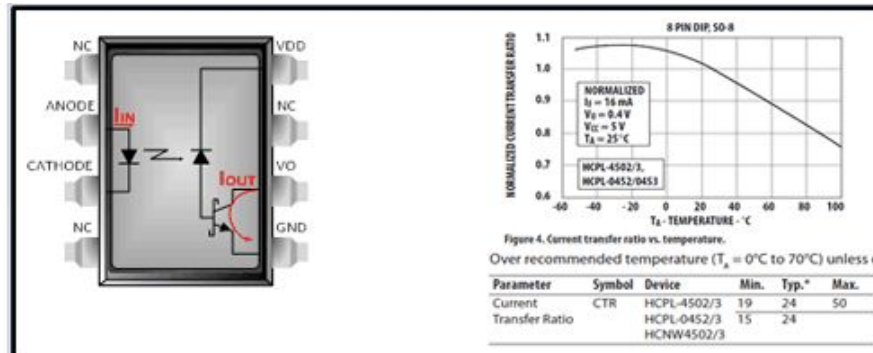 NC
VDD
ANODE
IIN
NC
CATHODE
VO
IOUT
NC
GND
8 PIN DIP, SO-8
NORMALIZED CURRENT TRANSFER RATIO
1.1
1.0
0.9
0.8
0.7
0.6
NORMALIZED
IF = 16 mA
VO = 0.4 V
VCC = 5 V
TA = 25°C
HCPL-4502/3,
HCPL-0452/0453
-60 -40 -20 0 20 40 60 80 100
TA - TEMPERATURE - °C
Figure 4. Current transfer ratio vs. temperature.
Over recommended temperature (TA = 0°C to 70°C) unless
Parameter Symbol Device Min. Typ.* Max.
Current CTR HCPL-4502/3 19 24 50
Transfer Ratio HCPL-0452/3 15 24
HCNW4502/3